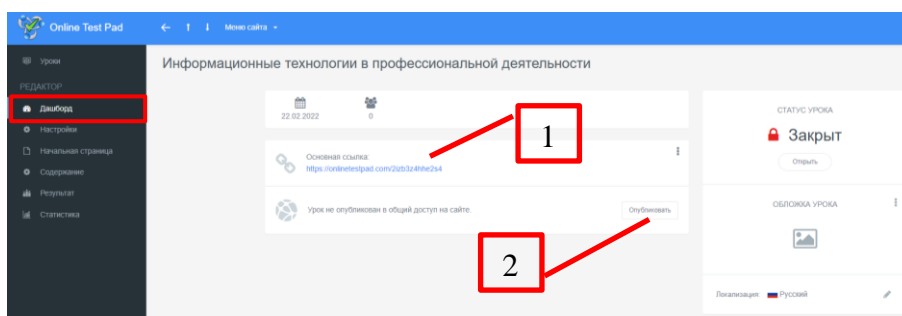 Online Test Pad
← ↑ ↓ Меню сайта
Уроки
РЕДАКТОР
Дашборд
Настройки
Начальная страница
Содержание
Результат
Статистика
Информационные технологии в профессиональной деятельности
22.02.2022
0
1
Основная ссылка:
https://onlinetestpad.com/2izb3z4hhe2s4
Урок не опубликован в общий доступ на сайте.
Опубликовать
2
СТАТУС УРОКА
Закрыт
Открыть
ОБЛОЖКА УРОКА
Локализация: Русский